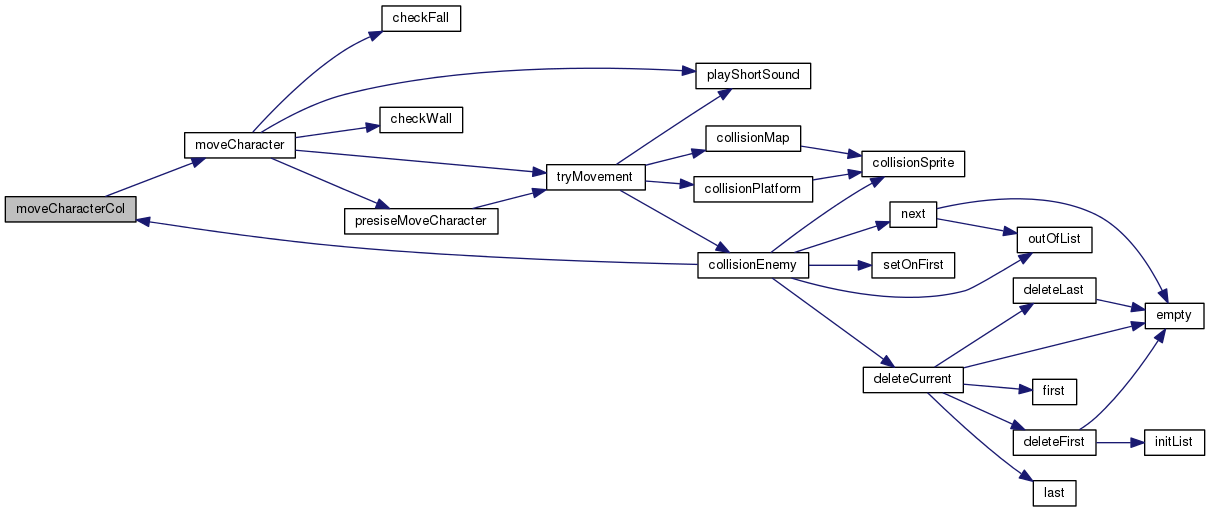 checkFall
playShortSound
checkWall
moveCharacter
collisionMap
collisionSprite
tryMovement
collisionPlatform
moveCharacterCol
presiseMoveCharacter
next
outOfList
collisionEnemy
setOnFirst
deleteLast
empty
deleteCurrent
first
deleteFirst
initList
last